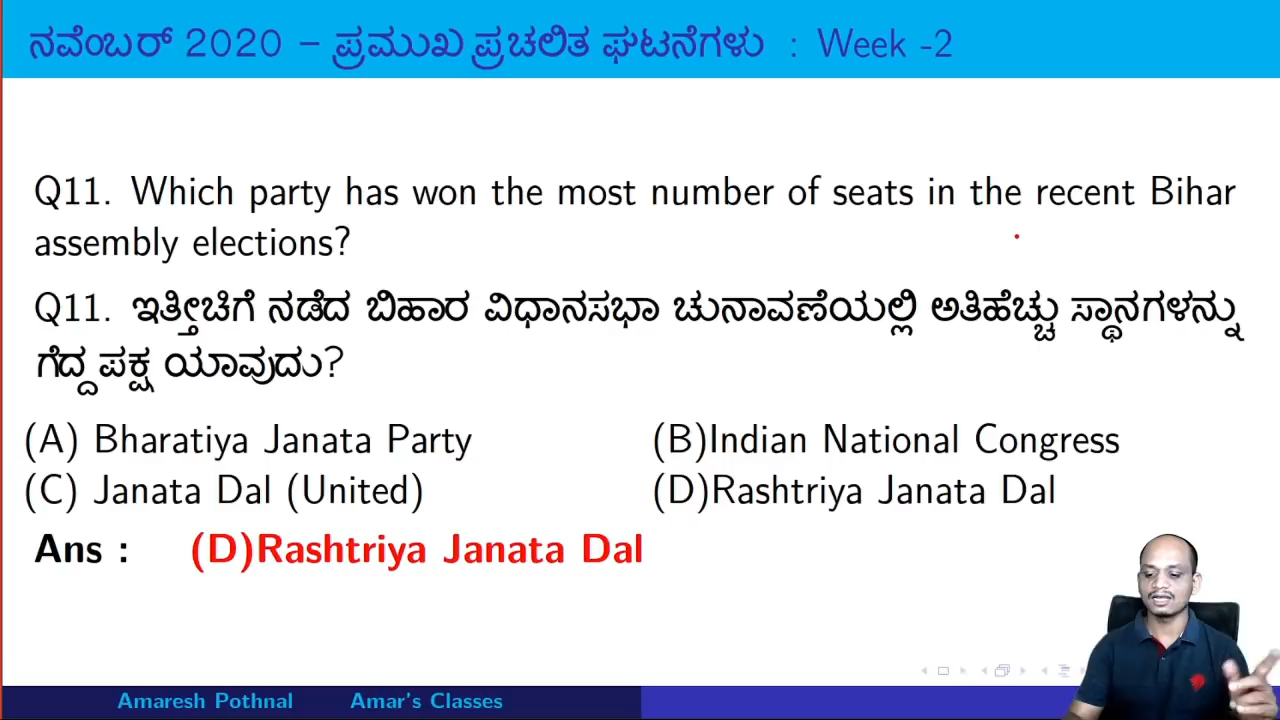 ನವೆಂಬರ್ 2020 – ಪ್ರಮುಖ ಪ್ರಚಲಿತ ಘಟನೆಗಳು : Week -2
Q11. Which party has won the most number of seats in the recent Bihar
assembly elections?
Q11. ಇತ್ತೀಚಿಗೆ ನಡೆದ ಬಿಹಾರ ವಿಧಾನಸಭಾ ಚುನಾವಣೆಯಲ್ಲಿ ಅತಿಹೆಚ್ಚು ಸ್ಥಾನಗಳನ್ನು
ಗೆದ್ದ ಪಕ್ಷ ಯಾವುದು?
(A) Bharatiya Janata Party (B)Indian National Congress
(C) Janata Dal (United) (D)Rashtriya Janata Dal
Ans : (D)Rashtriya Janata Dal
Amaresh Pothnal Amar's Classes